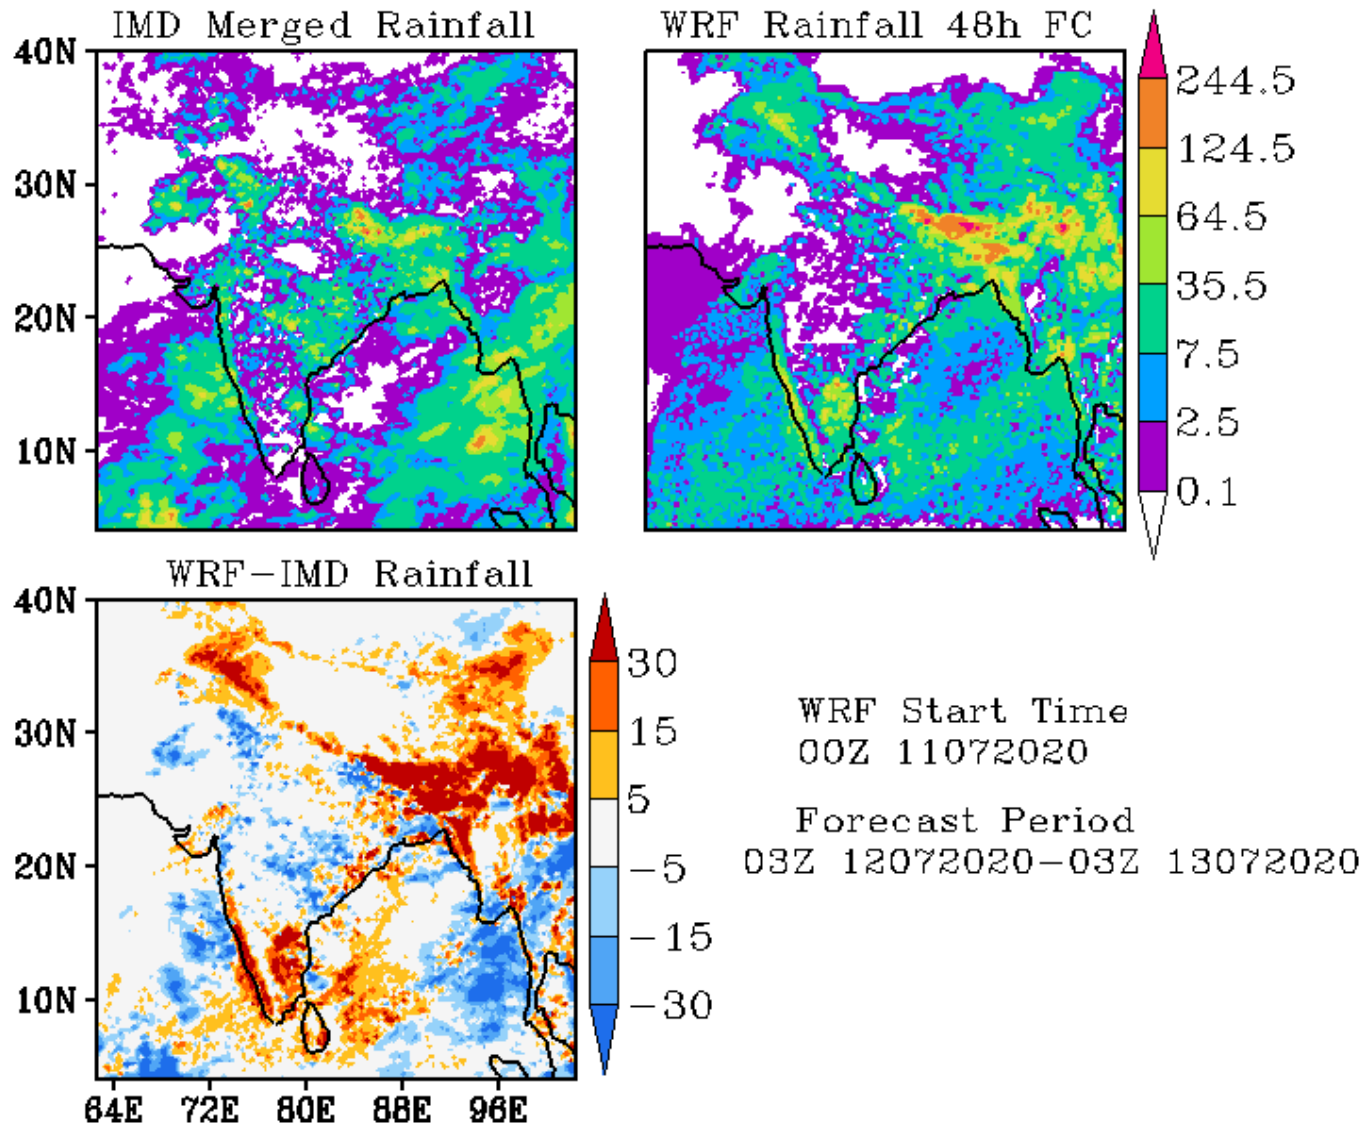 IMD Merged Rainfall
WRF Rainfall 48h FC
40N
30N
20N
10N
244.5
124.5
64.5
35.5
7.5
2.5
0.1
WRF-IMD Rainfall
40N
30N
20N
10N
64E 72E 80E 88E 96E
30
15
5
-5
-15
-30
WRF Start Time
00Z 11072020
Forecast Period
03Z 12072020-03Z 13072020